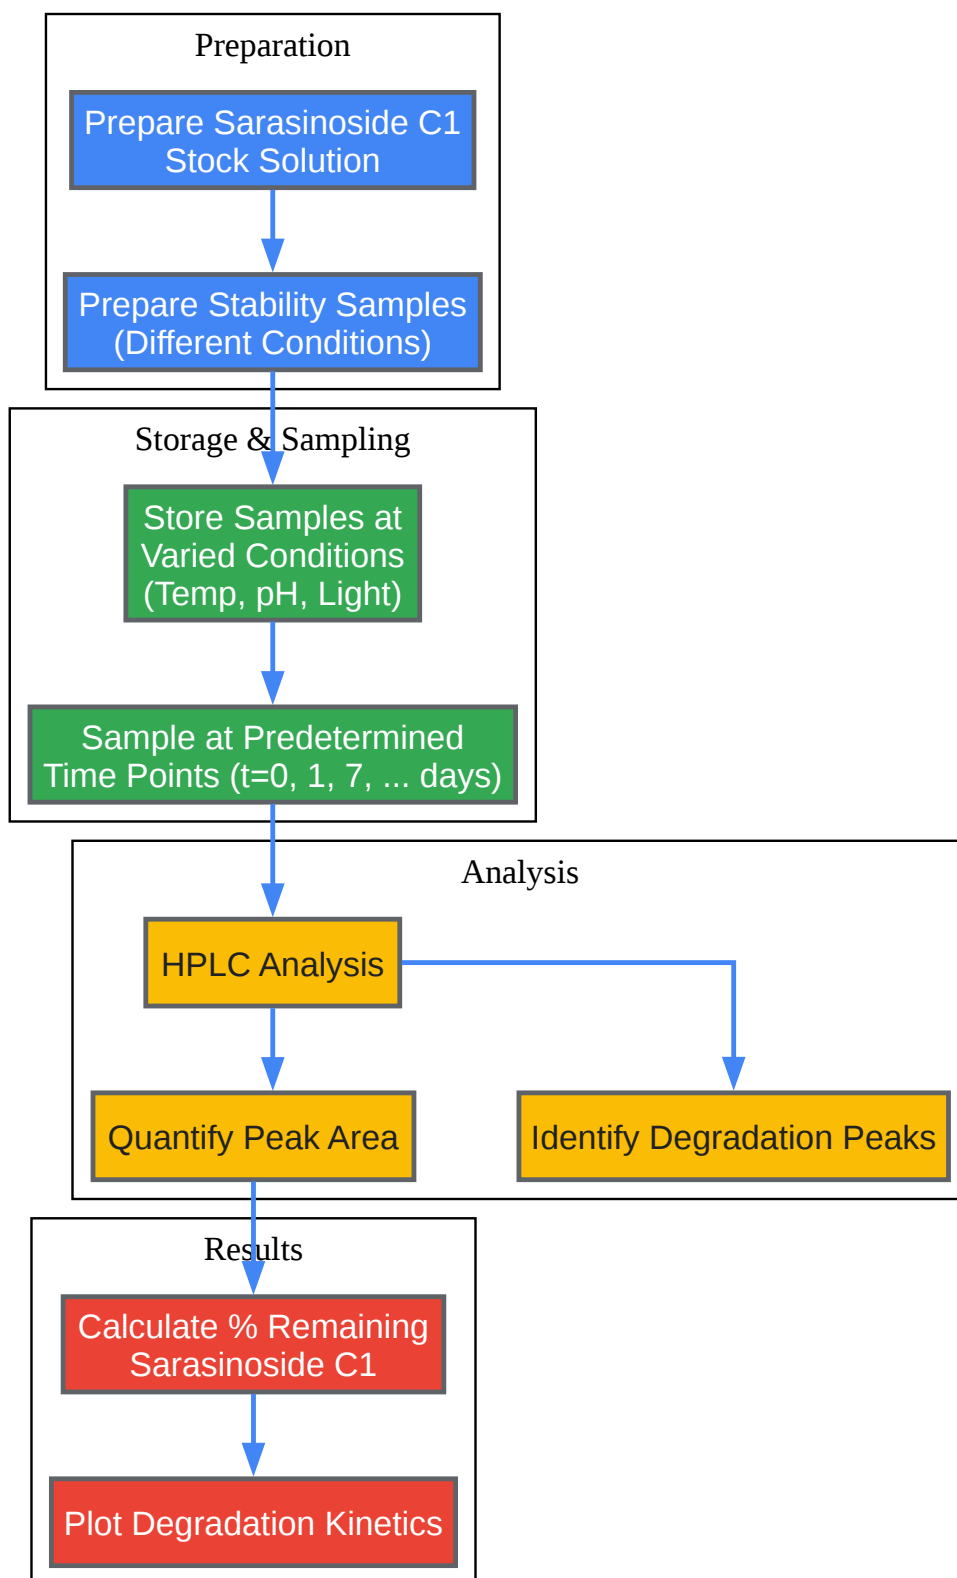 Preparation
Prepare Sarasinoside C1
Stock Solution
Prepare Stability Samples
(Different Conditions)
Storage & Sampling
Store Samples at
Varied Conditions
(Temp, pH, Light)
Sample at Predetermined
Time Points (t=0, 1, 7, ... days)
Analysis
HPLC Analysis
Quantify Peak Area
Identify Degradation Peaks
Results
Calculate % Remaining
Sarasinoside C1
Plot Degradation Kinetics